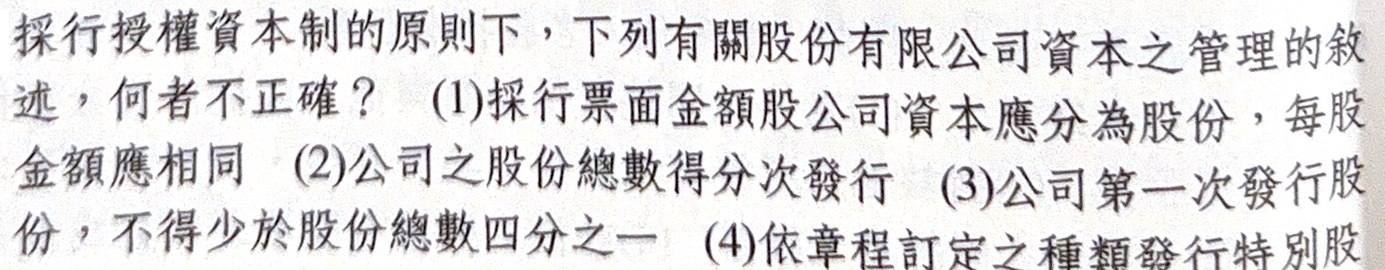 採行授權資本制的原則下，下列有關股份有限公司資本之管理的敘
述，何者不正確？　(1)採行票面金額股公司資本應分為股份，每股
金額應相同　(2)公司之股份總數得分次發行　(3)公司第一次發行股
份，不得少於股份總數四分之一　(4)依章程訂定之種類發行特別股